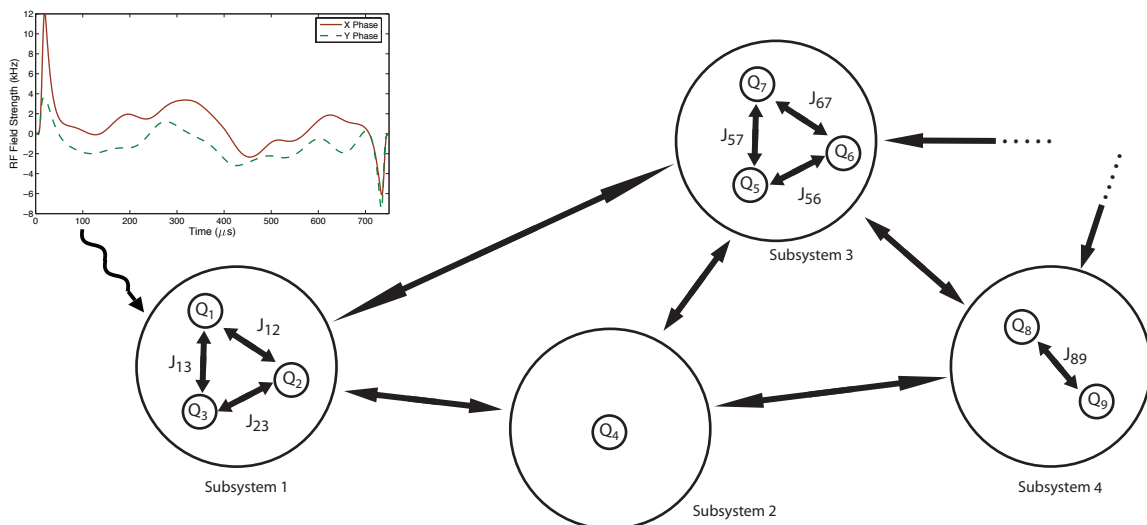 X Phase
Y Phase
RF Field Strength (kHz)
12
10
8
6
4
2
0
−2
−4
−6
−8
0 100 200 300 400 500 600 700
Time (μs)
Q7
J67
J57
Q6
Q5
J56
Subsystem 3
Q1
J12
J13
Q2
Q3
J23
Subsystem 1
Q4
Subsystem 2
Q8
J89
Q9
Subsystem 4